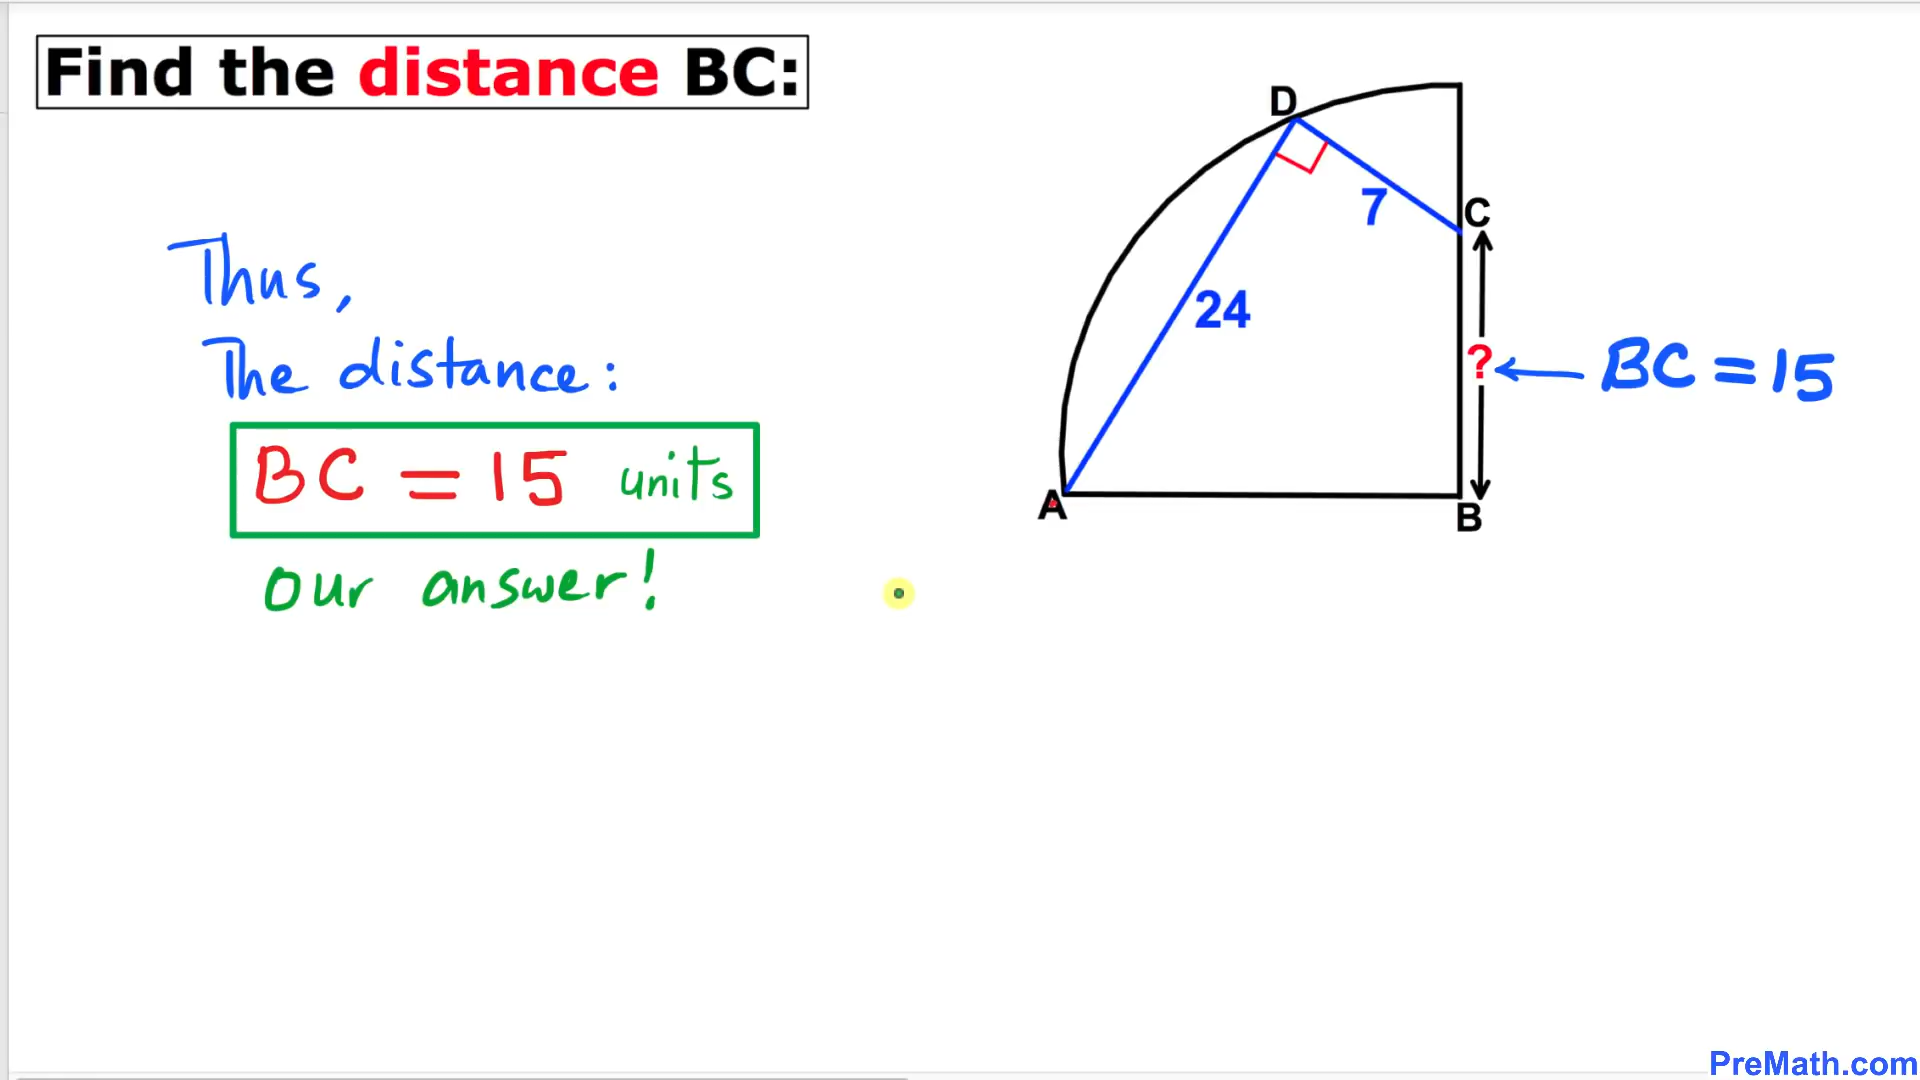 Find the distance BC:
Thus,
The distance:
BC = 15 units
our answer!
D
7
C
24
?
BC = 15
A
B
PreMath.com